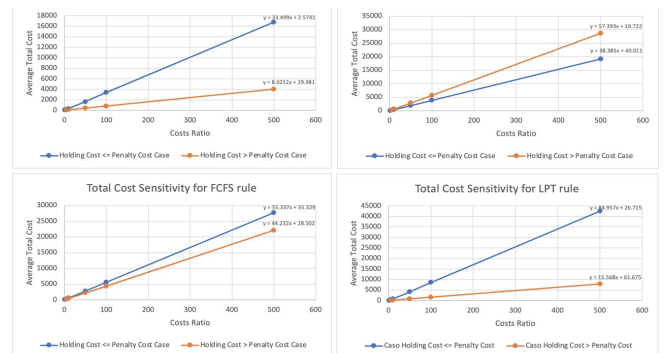 18000
16000
14000
12000
10000
8000
6000
4000
2000
0
Average Total Cost
y = 33.499x + 2.5741
y = 8.0252x + 29.981
0 100 200 300 400 500 600
Costs Ratio
Holding Cost <= Penalty Cost Case Holding Cost > Penalty Cost Case
35000
30000
25000
20000
15000
10000
5000
0
Average Total Cost
y = 57.393x + 19.722
y = 38.385x + 40.011
0 100 200 300 400 500 600
Costs Ratio
Holding Cost <= Penalty Cost Case Holding Cost > Penalty Cost Case
Total Cost Sensitivity for FCFS rule
30000
25000
20000
15000
10000
5000
0
Average Total Cost
y = 55.337x + 35.329
y = 44.232x + 28.502
0 100 200 300 400 500 600
Costs Ratio
Holding Cost <= Penalty Cost Case Holding Cost > Penalty Cost Case
Total Cost Sensitivity for LPT rule
45000
40000
35000
30000
25000
20000
15000
10000
5000
0
Average Total Cost
y = 84.957x + 26.715
y = 15.568x + 61.675
0 100 200 300 400 500 600
Costs Ratio
Caso Holding Cost <= Penalty Cost Caso Holding Cost > Penalty Cost